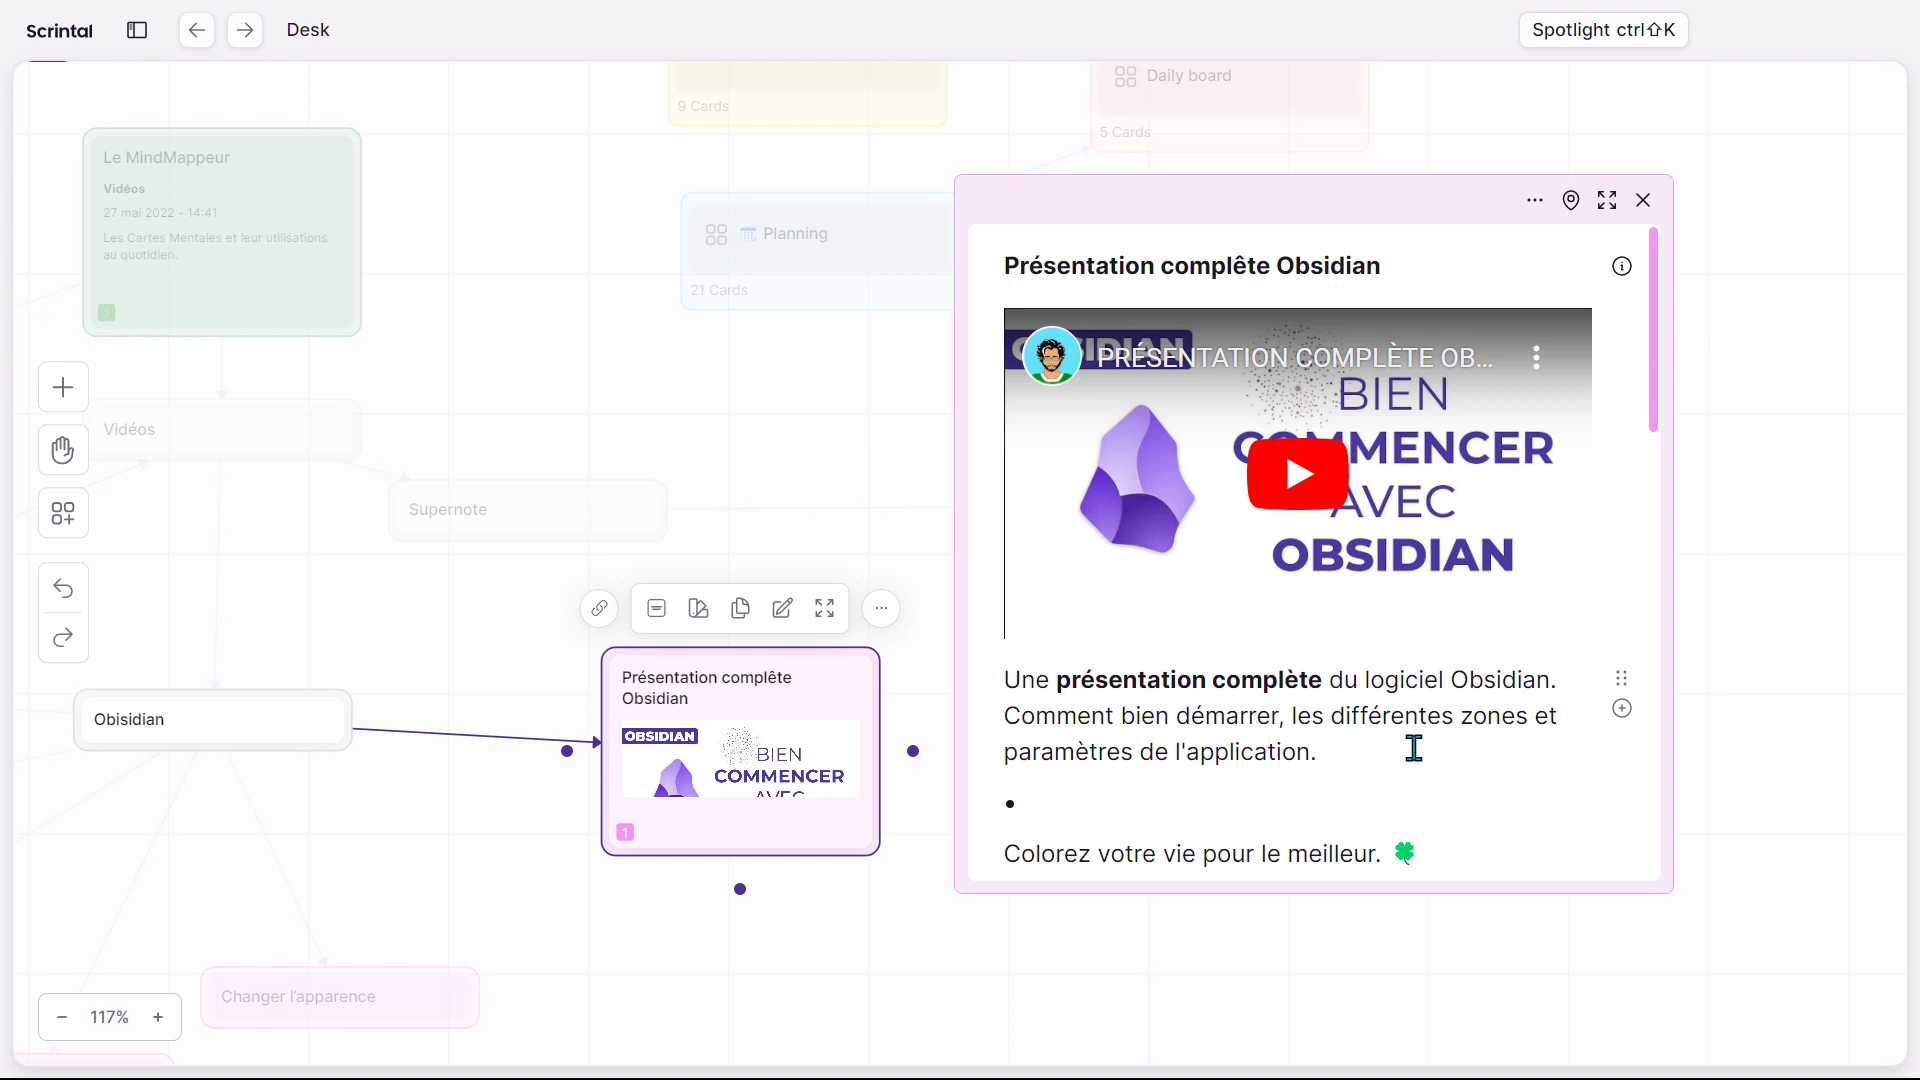 Scrintal
Desk
Spotlight ctrl⇧K
9 Cards
Daily board
5 Cards
Le MindMappeur
Vidéos
27 mai 2022 - 14:41
Les Cartes Mentales et leur utilisations
au quotidien.
Planning
21 Cards
Vidéos
Supernote
Obisidian
Présentation complête
Obsidian
OBSIDIAN
BIEN
COMMENCER
AVEC
1
Changer l'apparence
117%
Présentation complête Obsidian
PRÉSENTATION COMPLÈTE OB...
BIEN
COMMENCER
AVEC
OBSIDIAN
Une présentation complète du logiciel Obsidian.
Comment bien démarrer, les différentes zones et
paramètres de l'application.
Colorez votre vie pour le meilleur. 🍀